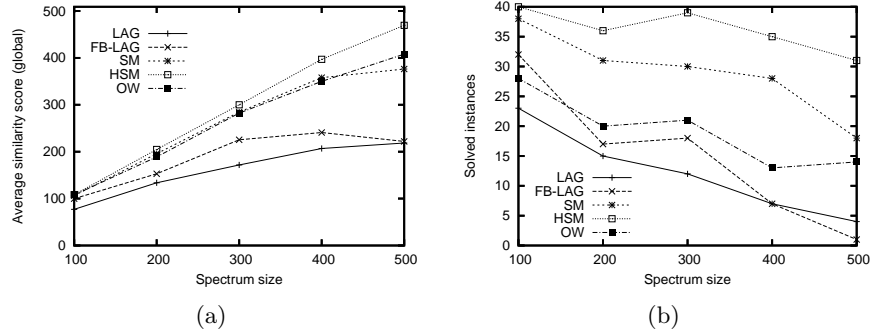 500
400
300
200
100
0
Average similarity score (global)
LAG
FB-LAG
SM
HSM
OW
100 200 300 400 500
Spectrum size
(a)
40
35
30
25
20
15
10
5
0
Solved instances
LAG
FB-LAG
SM
HSM
OW
100 200 300 400 500
Spectrum size
(b)